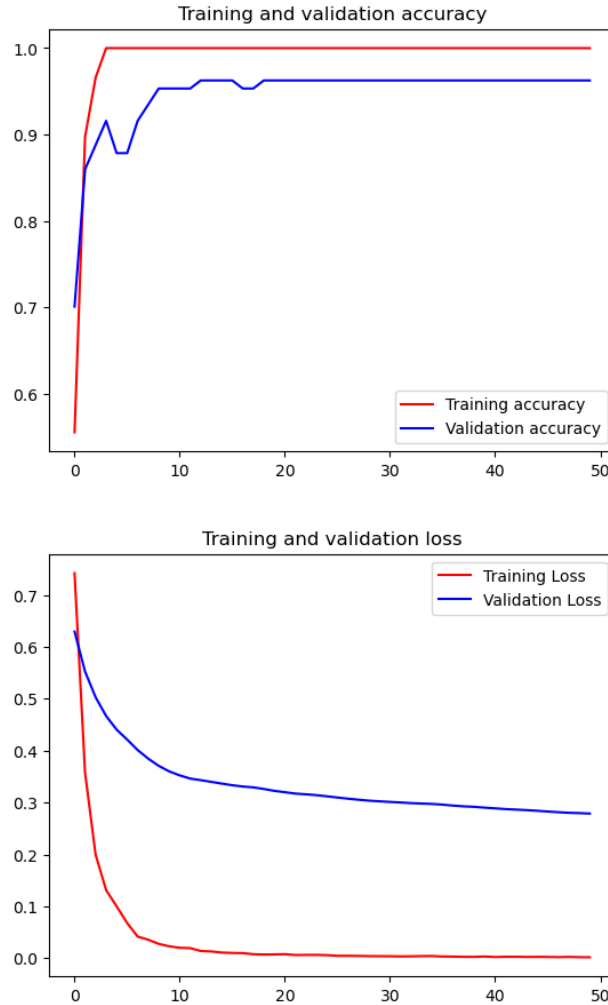 Training and validation accuracy
1.0
0.9
0.8
0.7
0.6
Training accuracy
Validation accuracy
0 10 20 30 40 50
Training and validation loss
Training Loss
Validation Loss
0.7
0.6
0.5
0.4
0.3
0.2
0.1
0.0
0 10 20 30 40 50